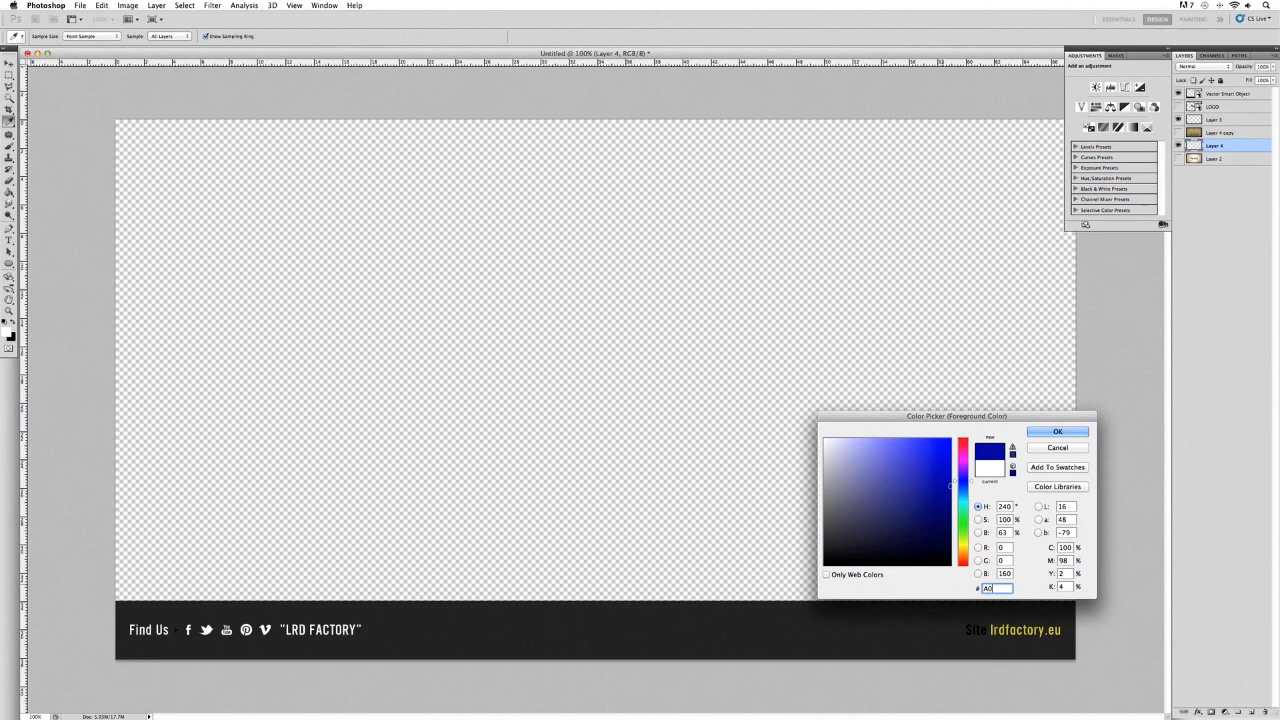 Photoshop File Edit Image Layer Select Filter Analysis 3D View Window Help
7 CS Live
ESSENTIALS DESIGN PAINTING
Sample Size: Point Sample Sample: All Layers Show Sampling Ring
Untitled @ 100% (Layer 4, RGB/8) *
ADJUSTMENTS MASKS
Add an adjustment
Levels Presets
Curves Presets
Exposure Presets
Hue/Saturation Presets
Black & White Presets
Channel Mixer Presets
Selective Color Presets
LAYERS CHANNELS PATHS
Normal Opacity: 100%
Lock: Fill: 100%
Vector Smart Object
LOGO
Layer 3
Layer 4 copy
Layer 4
Layer 2
Color Picker (Foreground Color)
new
current
OK
Cancel
Add To Swatches
Color Libraries
H: 240 °
S: 100 %
B: 63 %
R: 0
G: 0
B: 160
# A0
L: 16
a: 48
b: -79
C: 100 %
M: 98 %
Y: 2 %
K: 4 %
Only Web Colors
Find Us You Tube "LRD FACTORY"
Site lrdfactory.eu
100% Doc: 5.93M/17.7M